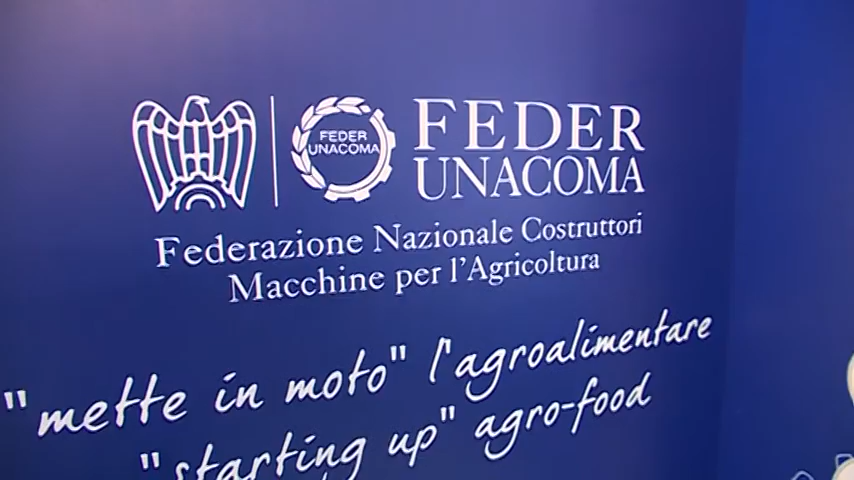 FEDER
UNACOMA
FEDER
UNACOMA
Federazione Nazionale Costruttori
Macchine per l'Agricoltura
"mette in moto" l'agroalimentare
"starting up" agro-food